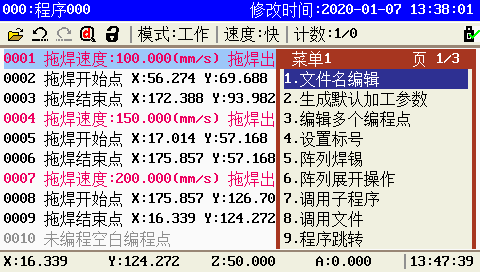 000:程序000 修改时间:2020-01-07 13:38:01
模式:工作 速度:快 计数:1/0
0001 拖焊速度:100.000(mm/s) 拖焊出
0002 拖焊开始点 X:56.274 Y:69.688
0003 拖焊结束点 X:172.388 Y:93.982
0004 拖焊速度:150.000(mm/s) 拖焊出
0005 拖焊开始点 X:17.014 Y:57.168
0006 拖焊结束点 X:175.857 Y:57.168
0007 拖焊速度:200.000(mm/s) 拖焊出
0008 拖焊开始点 X:175.857 Y:126.70
0009 拖焊结束点 X:16.339 Y:124.272
0010 未编程空白编程点
菜单1 页 1/3
1.文件名编辑
2.生成默认加工参数
3.编辑多个编程点
4.设置标号
5.阵列焊锡
6.阵列展开操作
7.调用子程序
8.调用文件
9.程序跳转
X:16.339 Y:124.272 Z:50.000 A:0.000 13:47:39